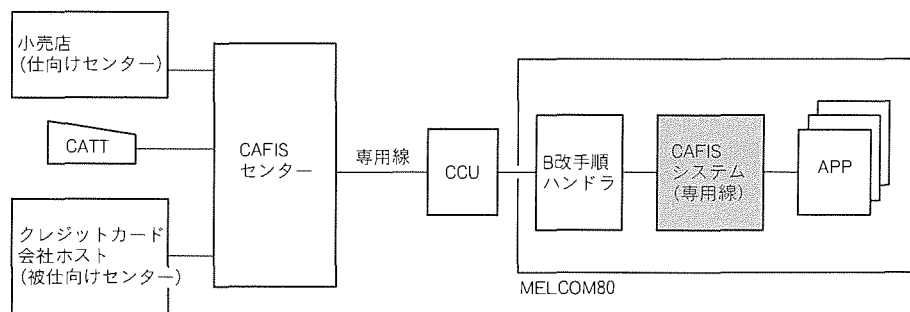 小売店
(仕向けセンター)
CATT
クレジットカード
会社ホスト
(被仕向けセンター)
CAFIS
センター
専用線
CCU
B改手順
ハンドラ
CAFIS
システム
(専用線)
APP
MELCOM80